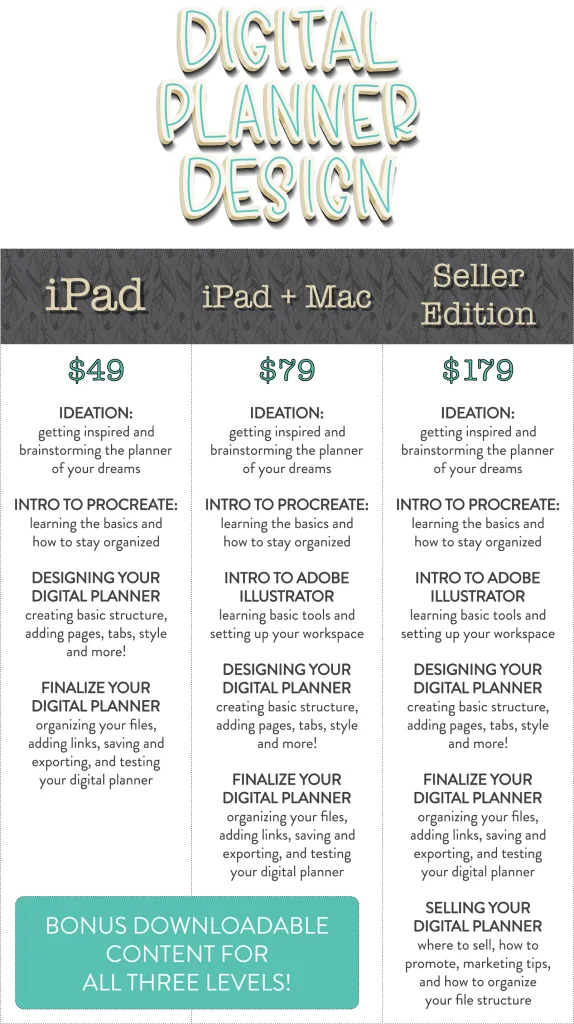 DIGITAL
PLANNER
DESIGN
iPad
$49
IDEATION:
getting inspired and
brainstorming the planner
of your dreams
INTRO TO PROCREATE:
learning the basics and
how to stay organized
DESIGNING YOUR
DIGITAL PLANNER
creating basic structure,
adding pages, tabs, style
and more!
FINALIZE YOUR
DIGITAL PLANNER
organizing your files,
adding links, saving and
exporting, and testing
your digital planner
iPad + Mac
$79
IDEATION:
getting inspired and
brainstorming the planner
of your dreams
INTRO TO PROCREATE:
learning the basics and
how to stay organized
INTRO TO ADOBE
ILLUSTRATOR
learning basic tools and
setting up your workspace
DESIGNING YOUR
DIGITAL PLANNER
creating basic structure,
adding pages, tabs, style
and more!
FINALIZE YOUR
DIGITAL PLANNER
organizing your files,
adding links, saving and
exporting, and testing
your digital planner
Seller
Edition
$179
IDEATION:
getting inspired and
brainstorming the planner
of your dreams
INTRO TO PROCREATE:
learning the basics and
how to stay organized
INTRO TO ADOBE
ILLUSTRATOR
learning basic tools and
setting up your workspace
DESIGNING YOUR
DIGITAL PLANNER
creating basic structure,
adding pages, tabs, style
and more!
FINALIZE YOUR
DIGITAL PLANNER
organizing your files,
adding links, saving and
exporting, and testing
your digital planner
SELLING YOUR
DIGITAL PLANNER
where to sell, how to
promote, marketing tips,
and how to organize
your file structure
BONUS DOWNLOADABLE
CONTENT FOR
ALL THREE LEVELS!